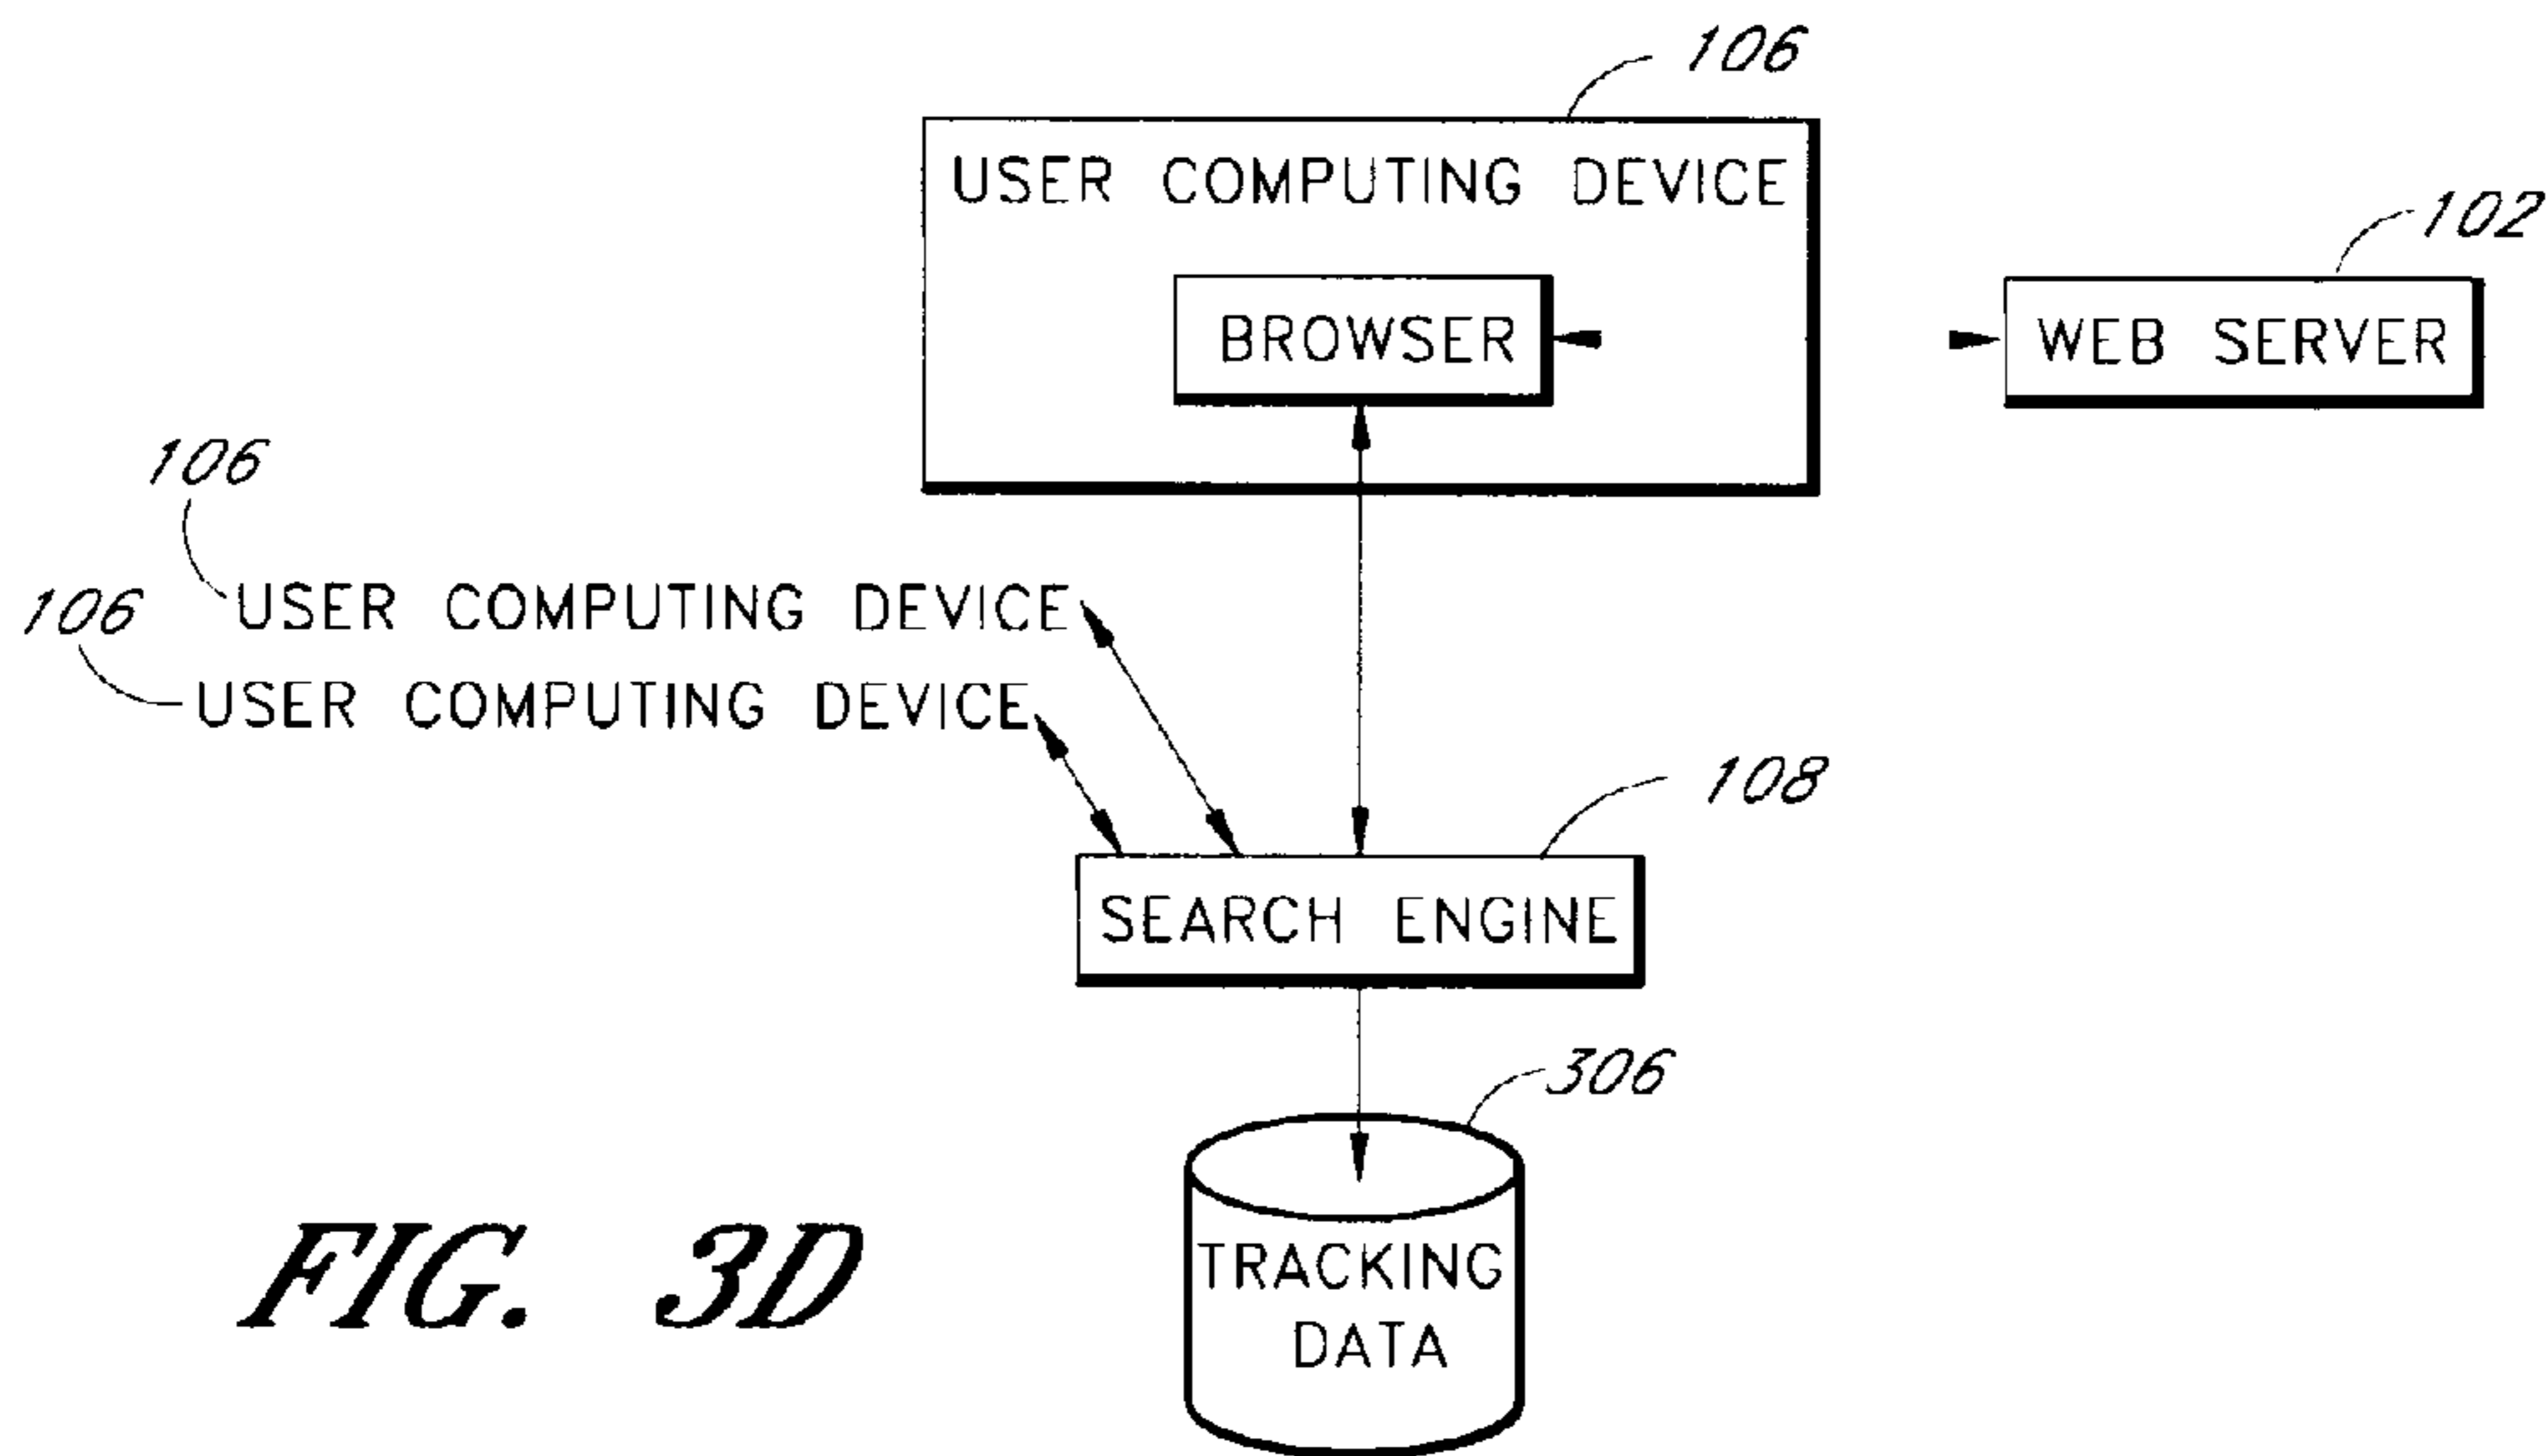 106
USER COMPUTING DEVICE
102
BROWSER
WEB SERVER
106
USER COMPUTING DEVICE
106
USER COMPUTING DEVICE
108
SEARCH ENGINE
306
TRACKING
DATA
FIG. 3D